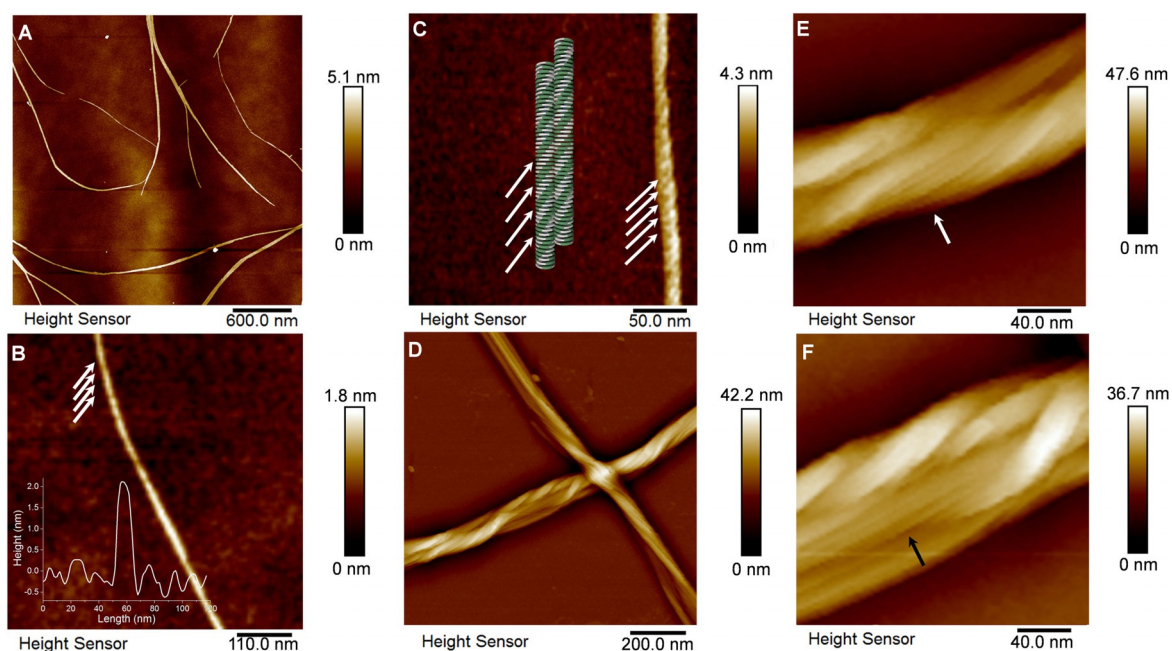 A
5.1 nm
0 nm
Height Sensor
600.0 nm
B
1.8 nm
0 nm
Height (nm)
2.0
1.5
1.0
0.5
0.0
-0.5
0 20 40 60 80 100 120
Length (nm)
Height Sensor
110.0 nm
C
4.3 nm
0 nm
Height Sensor
50.0 nm
D
42.2 nm
0 nm
Height Sensor
200.0 nm
E
47.6 nm
0 nm
Height Sensor
40.0 nm
F
36.7 nm
0 nm
Height Sensor
40.0 nm